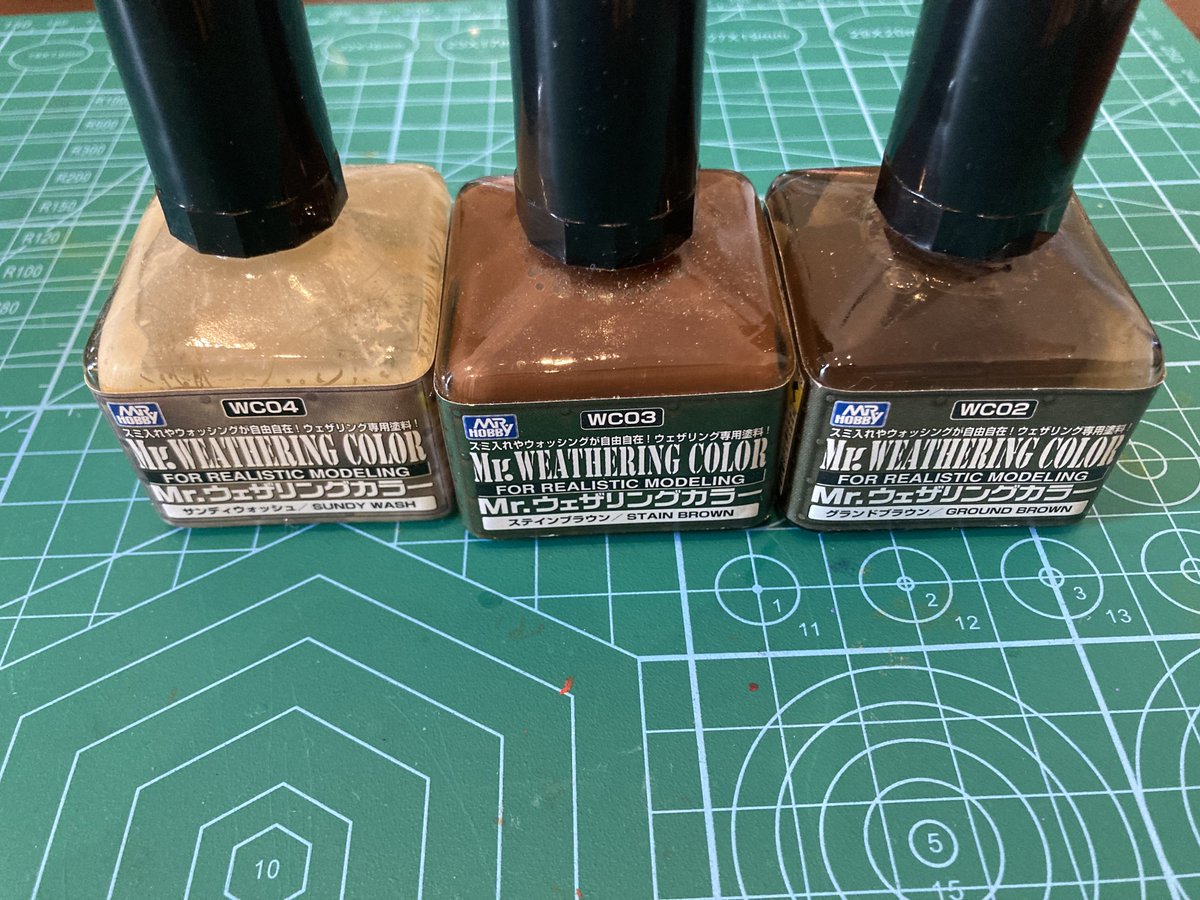 R600
R300
R200
R150
R120
R100
MR.
HOBBY
WC04
スミ入れやウォッシングが自由自在!ウェザリング専用塗料!
Mr. WEATHERING COLOR
FOR REALISTIC MODELING
Mr.ウェザリングカラー
サンディウォッシュ/SUNDY WASH
MR.
HOBBY
WC03
スミ入れやウォッシングが自由自在!ウェザリング専用塗料!
Mr. WEATHERING COLOR
FOR REALISTIC MODELING
Mr.ウェザリングカラー
ステインブラウン/STAIN BROWN
MR.
HOBBY
WC02
スミ入れやウォッシングが自由自在!ウェザリング専用塗料!
Mr. WEATHERING COLOR
FOR REALISTIC MODELING
Mr.ウェザリングカラー
グランドブラウン/GROUND BROWN
1
2
3
11
12
13
5
10
15